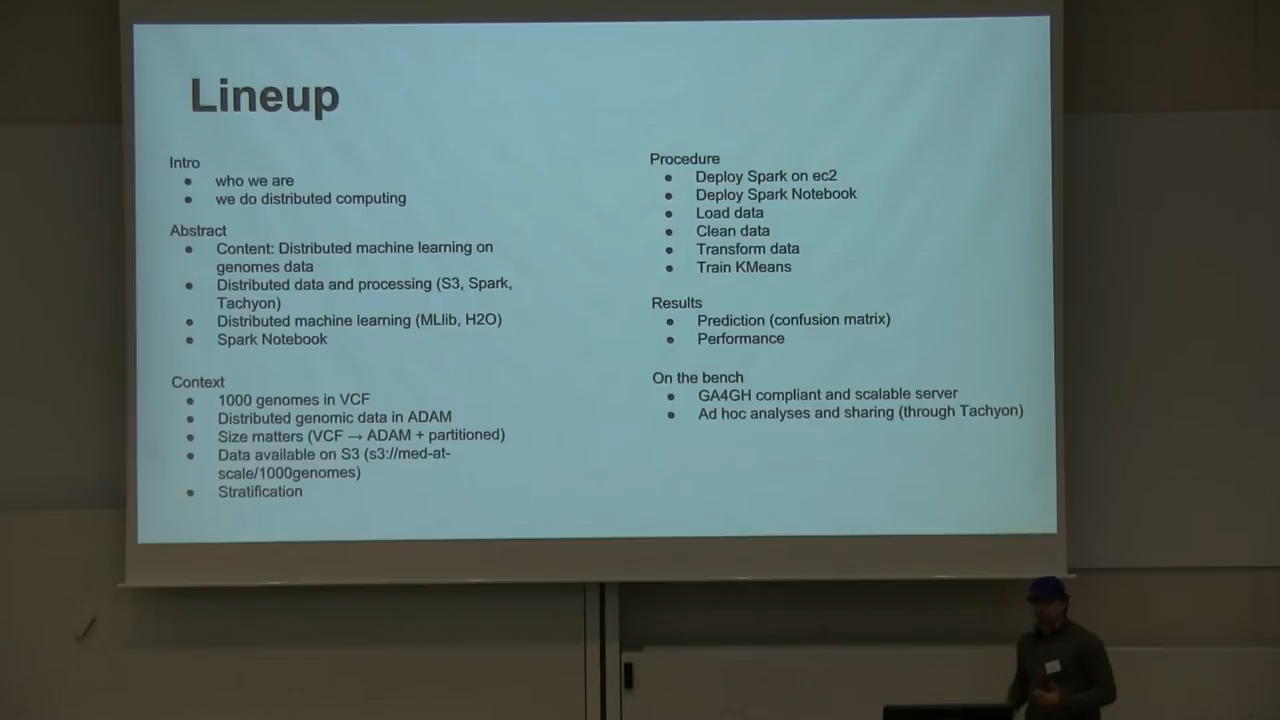 Lineup
Intro
● who we are
● we do distributed computing
Abstract
● Content: Distributed machine learning on
genomes data
● Distributed data and processing (S3, Spark,
Tachyon)
● Distributed machine learning (MLlib, H2O)
● Spark Notebook
Context
● 1000 genomes in VCF
● Distributed genomic data in ADAM
● Size matters (VCF → ADAM + partitioned)
● Data available on S3 (s3://med-at-
scale/1000genomes)
● Stratification
Procedure
● Deploy Spark on ec2
● Deploy Spark Notebook
● Load data
● Clean data
● Transform data
● Train KMeans
Results
● Prediction (confusion matrix)
● Performance
On the bench
● GA4GH compliant and scalable server
● Ad hoc analyses and sharing (through Tachyon)